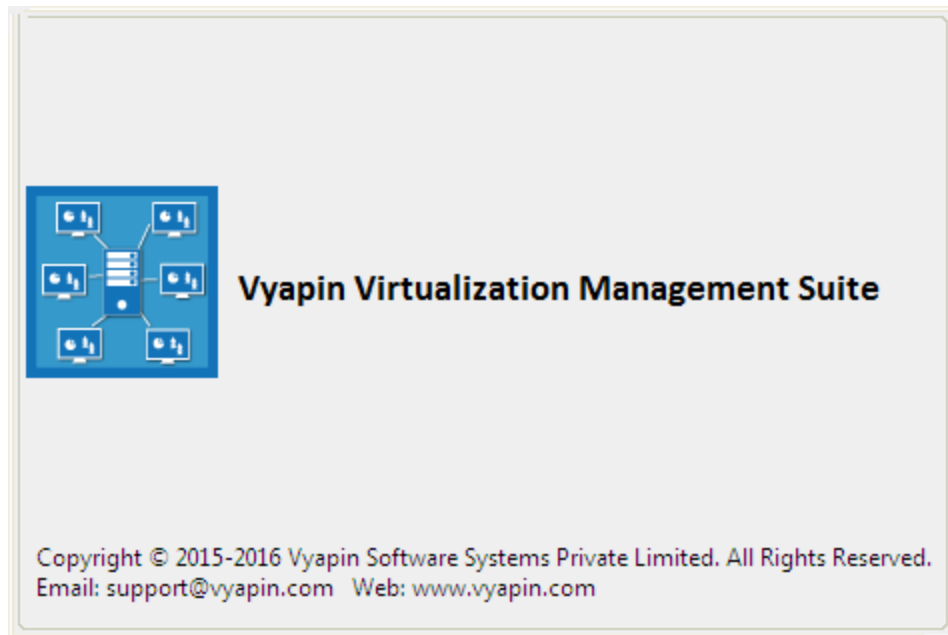 Vyapin Virtualization Management Suite
Copyright © 2015-2016 Vyapin Software Systems Private Limited. All Rights Reserved.
Email: support@vyapin.com Web: www.vyapin.com